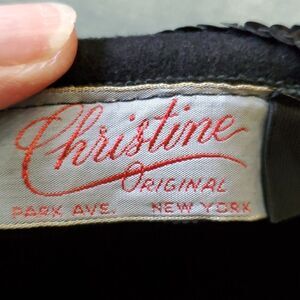 Christine
ORIGINAL
PARK AVE. NEW YORK